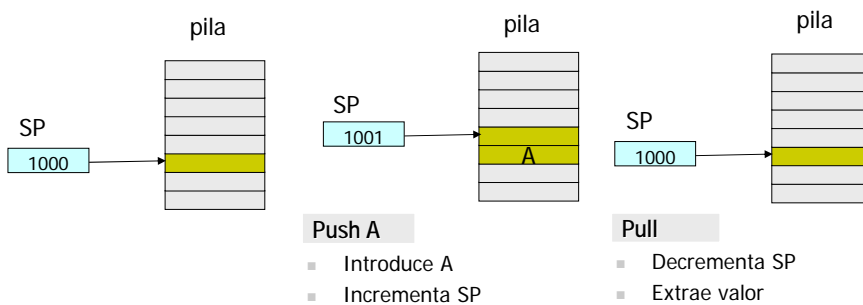 pila
SP
1000
pila
SP
1001
A
Push A
Introduce A
Incrementa SP
pila
SP
1000
Pull
Decrementa SP
Extrae valor